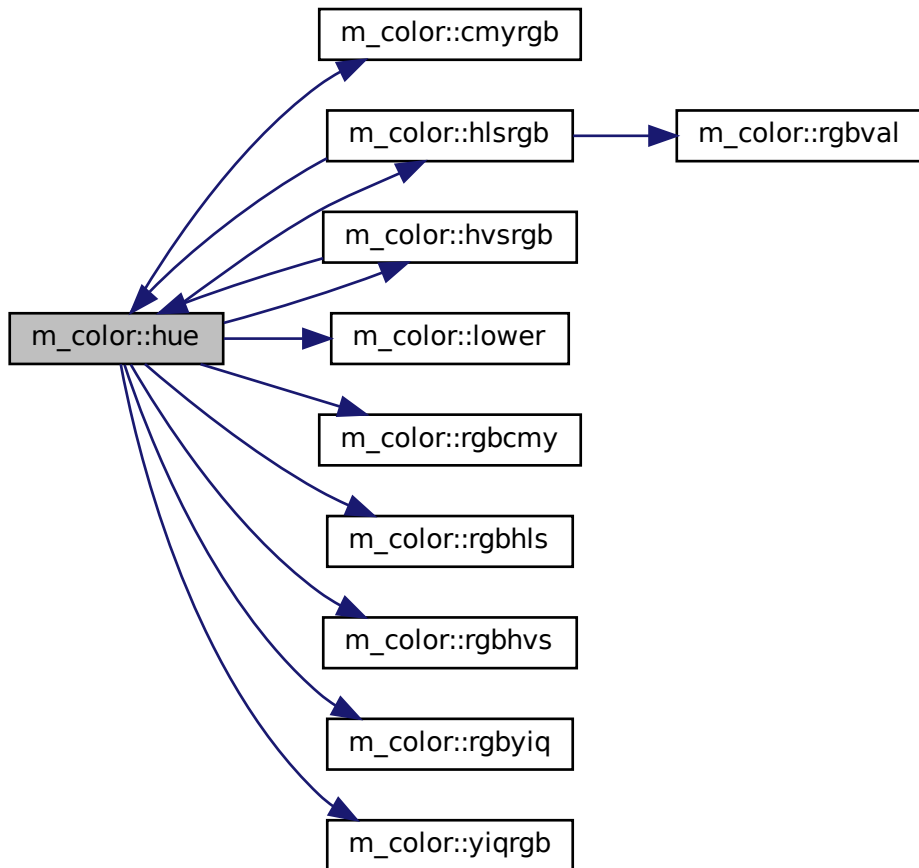 m_color::cmyrgb
m_color::hlsrgb
m_color::rgbval
m_color::hvsrgb
m_color::hue
m_color::lower
m_color::rgbcmy
m_color::rgbhls
m_color::rgbhvs
m_color::rgbyiq
m_color::yiqrgb